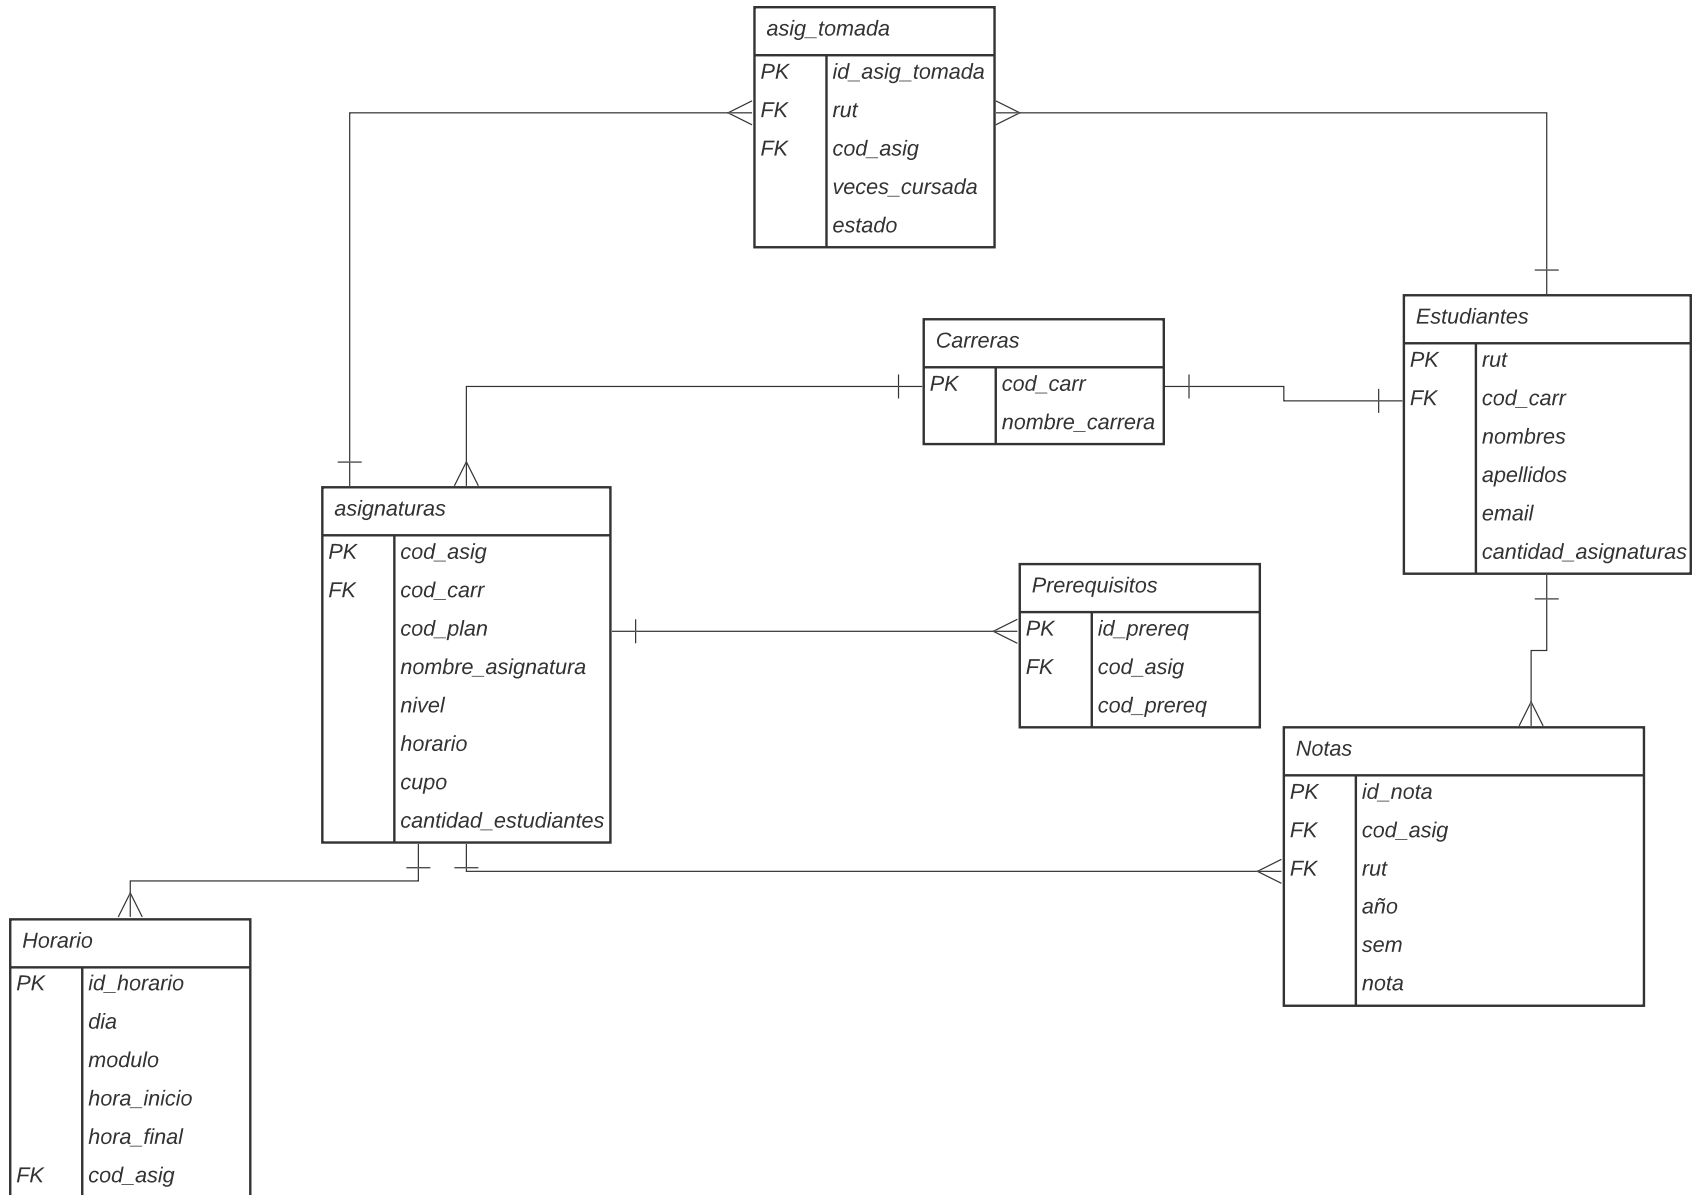 asig_tomada
PK id_asig_tomada
FK rut
FK cod_asig
veces_cursada
estado
Carreras
PK cod_carr
nombre_carrera
Estudiantes
PK rut
FK cod_carr
nombres
apellidos
email
cantidad_asignaturas
asignaturas
PK cod_asig
FK cod_carr
cod_plan
nombre_asignatura
nivel
horario
cupo
cantidad_estudiantes
Prerequisitos
PK id_prereq
FK cod_asig
cod_prereq
Notas
PK id_nota
FK cod_asig
FK rut
año
sem
nota
Horario
PK id_horario
dia
modulo
hora_inicio
hora_final
FK cod_asig